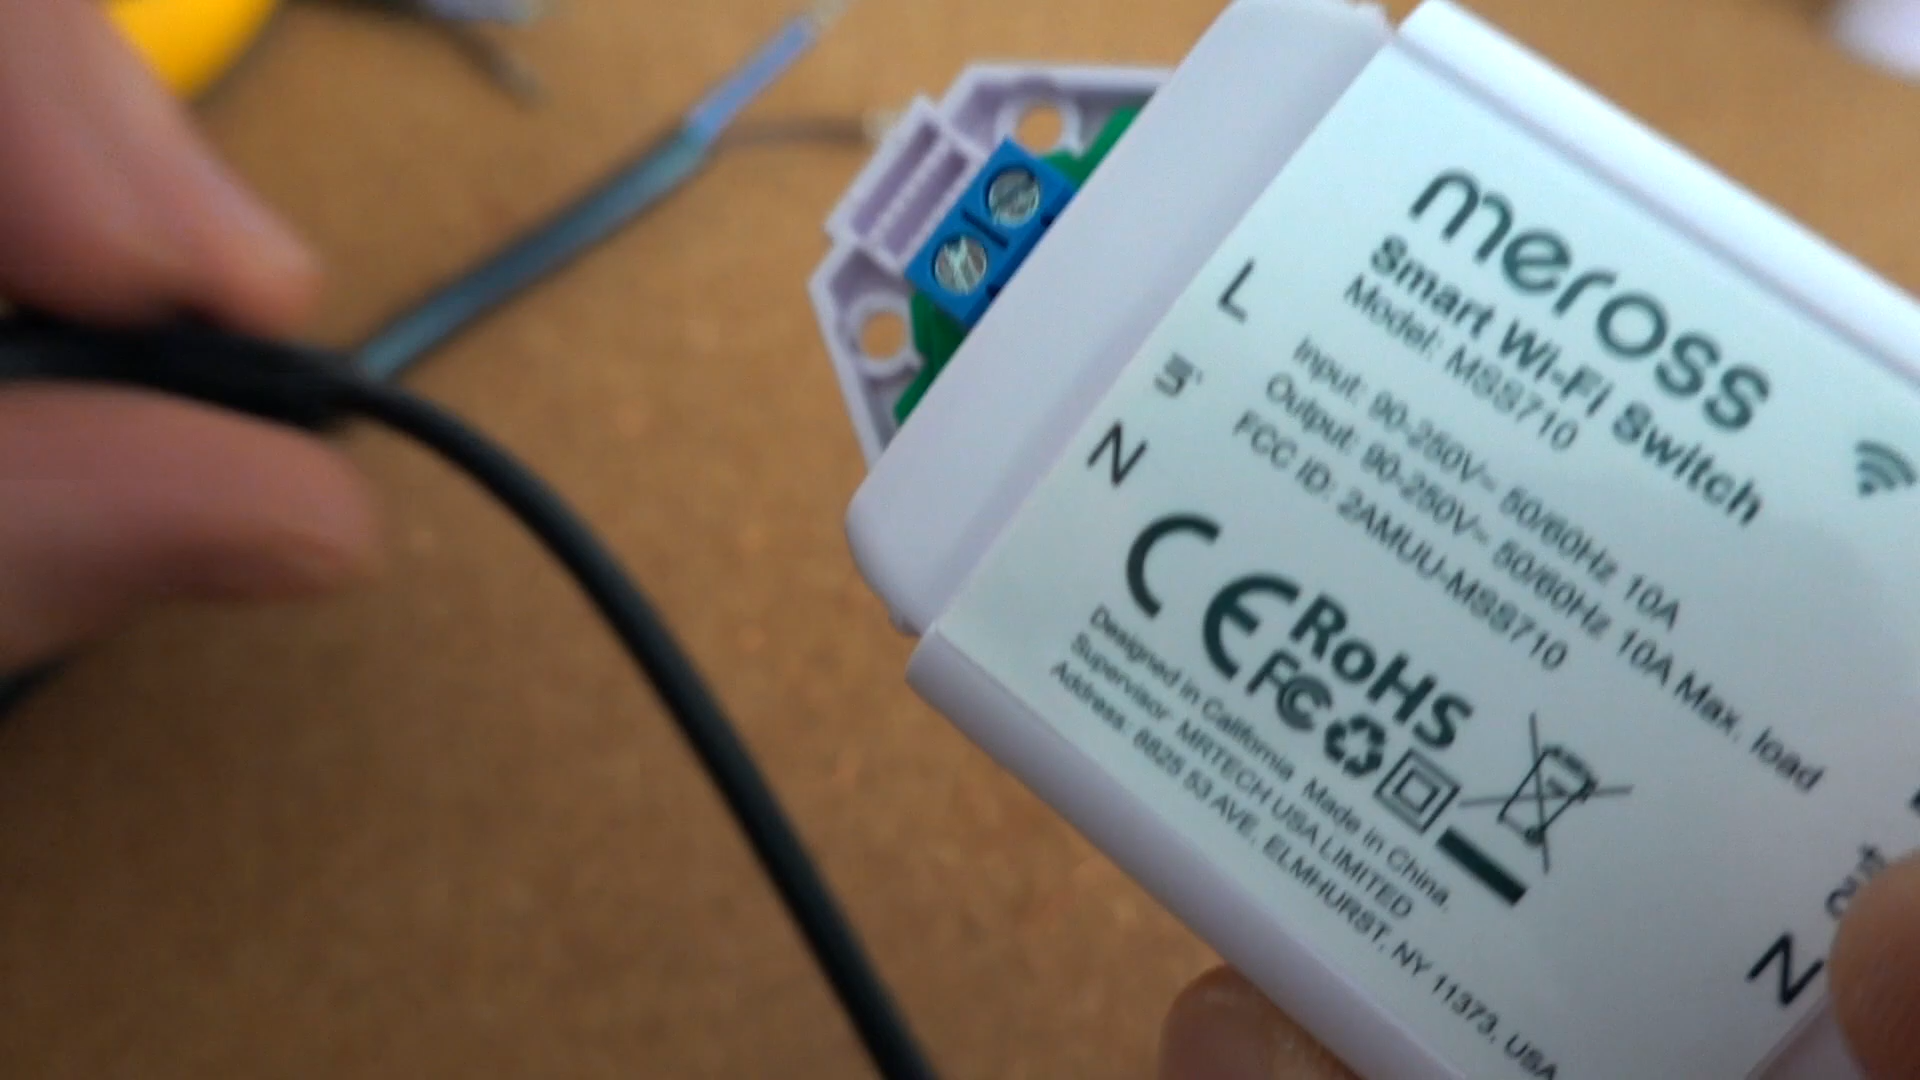 meross
Smart Wi-Fi Switch
Model: MSS710
Input: 90-250V~ 50/60Hz 10A
Output: 90-250V~ 50/60Hz 10A Max. load
FCC ID: 2AMUU-MSS710
L
N
CE RoHS
FC
Designed in California Made in China.
Supervisor MRTECH USA LIMITED
Address: 8825 53 AVE, ELMHURST, NY 11373, USA
N